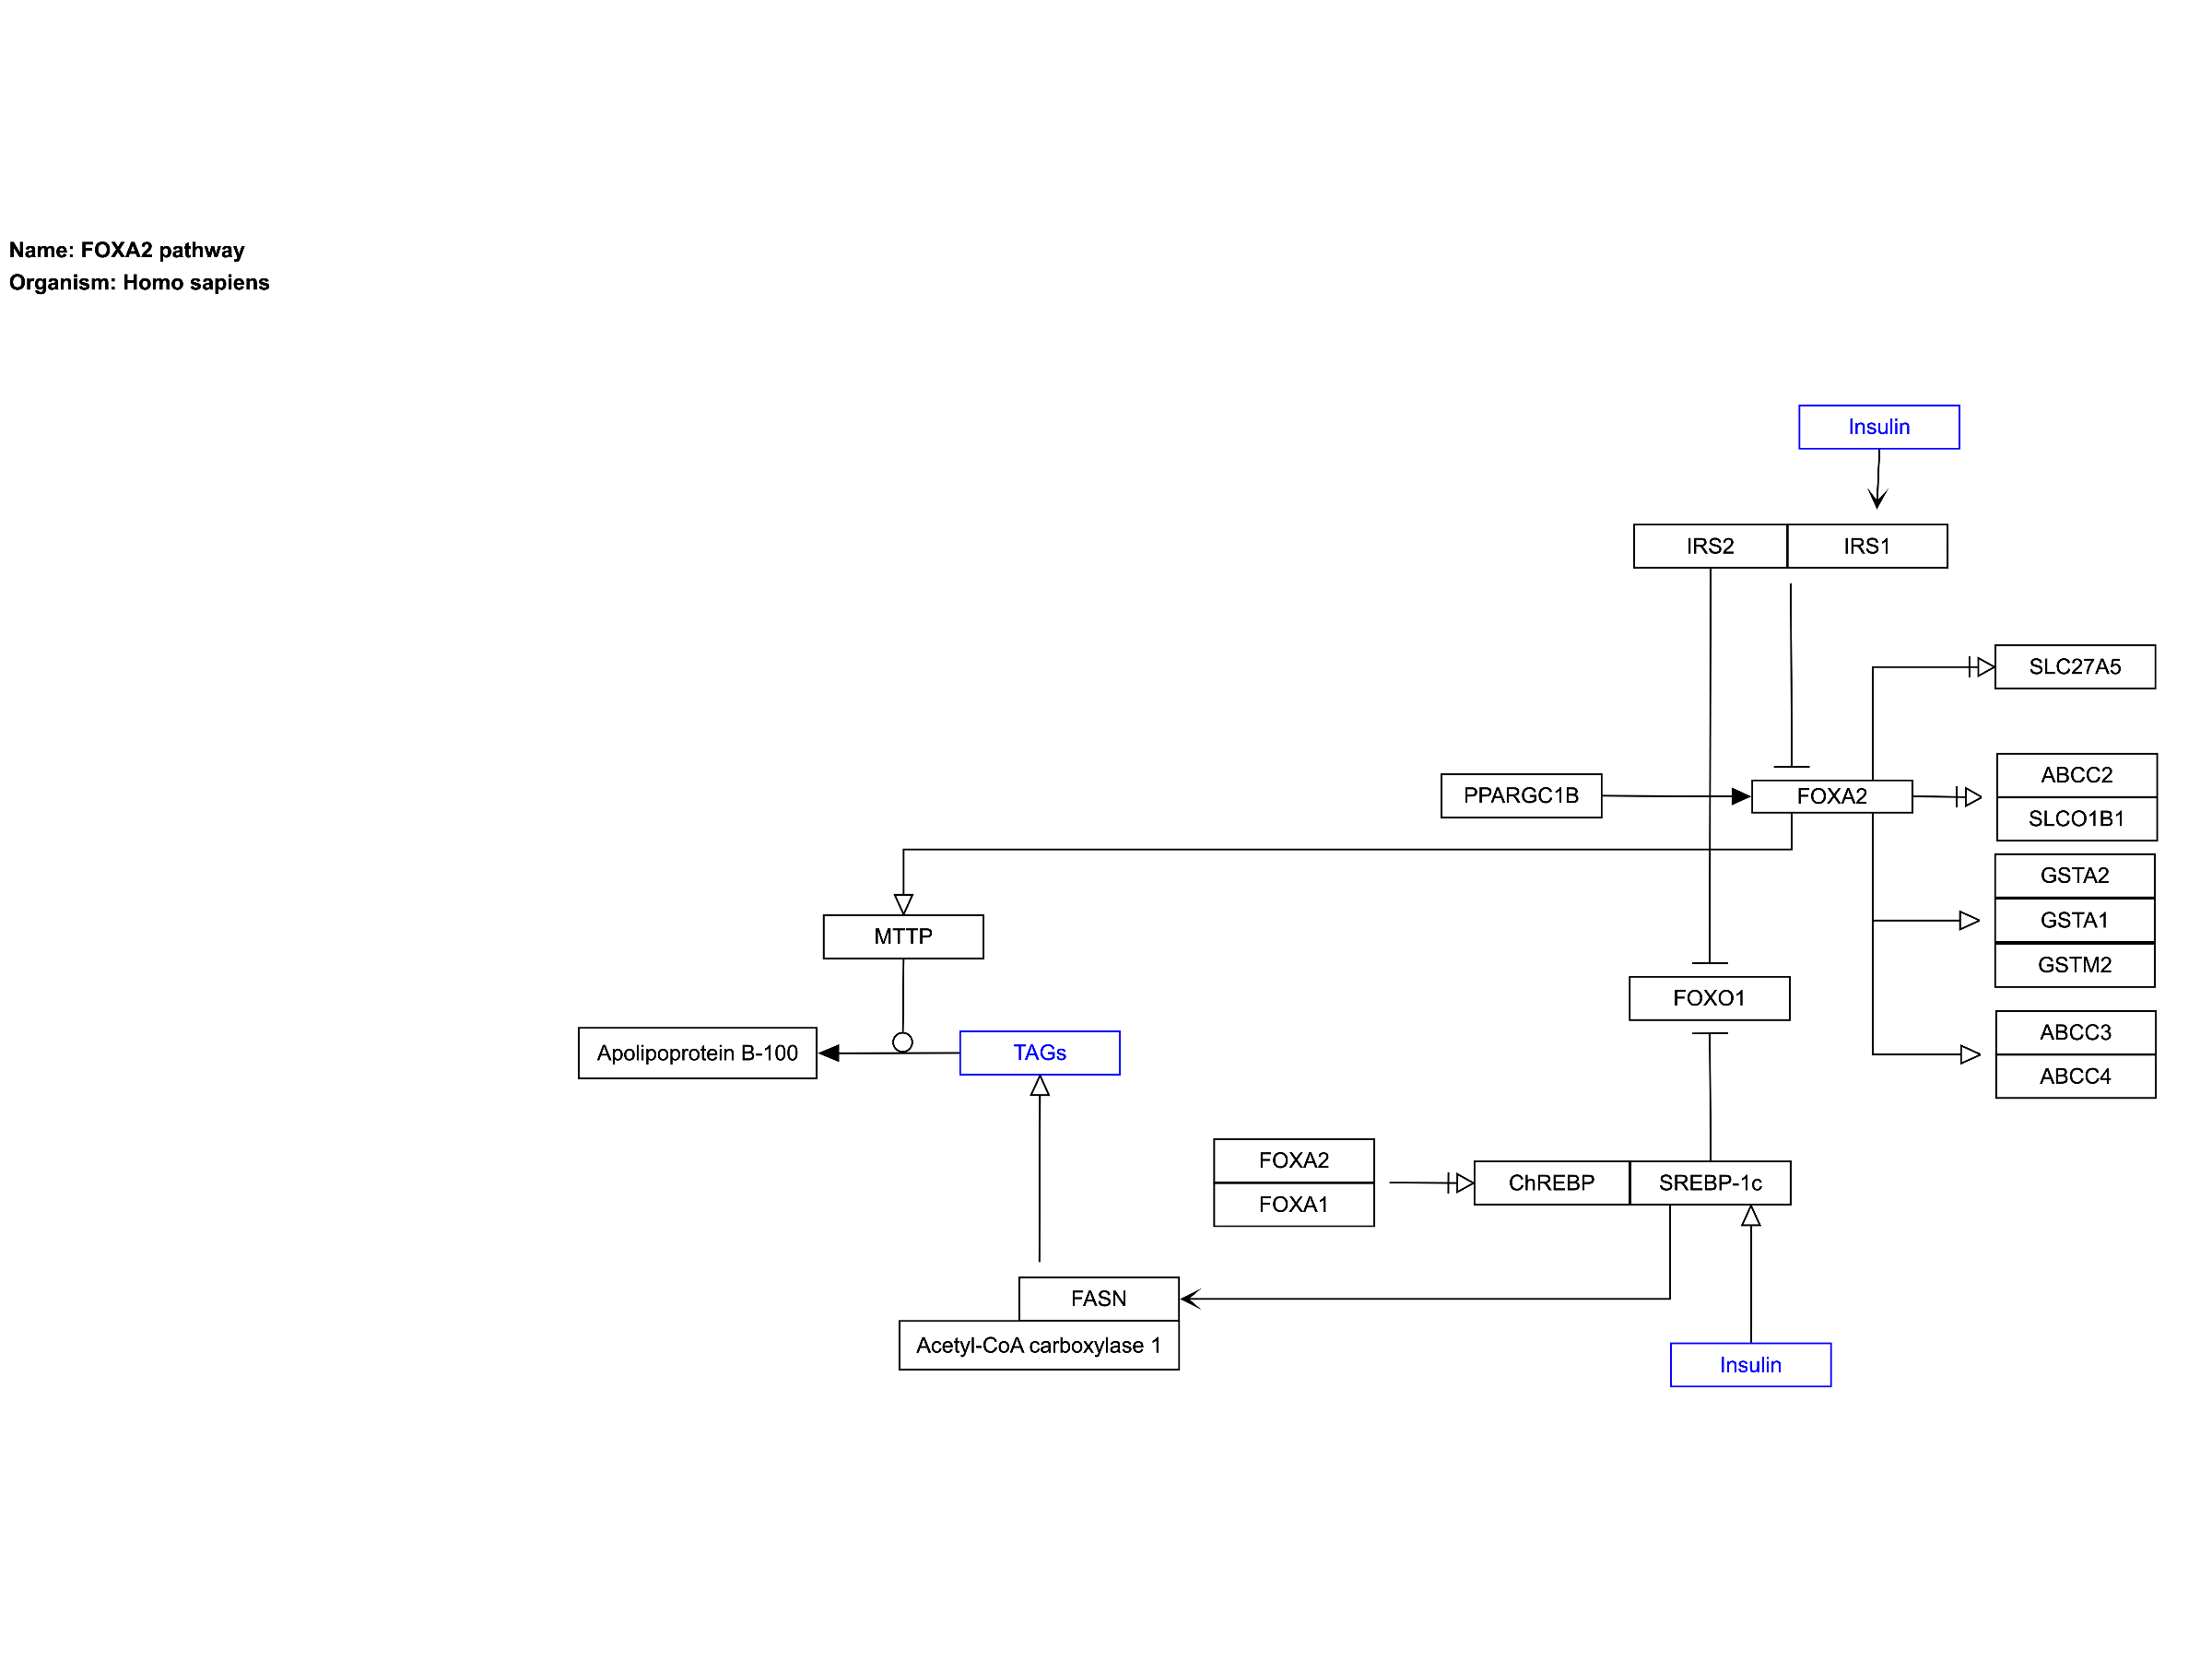 Name: FOXA2 pathway
Organism: Homo sapiens
Insulin
IRS2
IRS1
SLC27A5
PPARGC1B
FOXA2
ABCC2
SLCO1B1
GSTA2
GSTA1
GSTM2
MTTP
FOXO1
Apolipoprotein B-100
TAGs
ABCC3
ABCC4
FOXA2
FOXA1
ChREBP
SREBP-1c
FASN
Acetyl-CoA carboxylase 1
Insulin